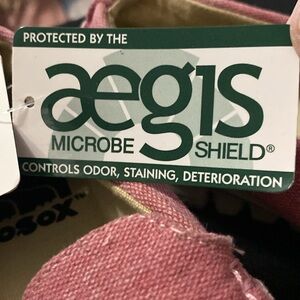 PROTECTED BY THE
aegis
MICROBE SHIELD®
CONTROLS ODOR, STAINING, DETERIORATION